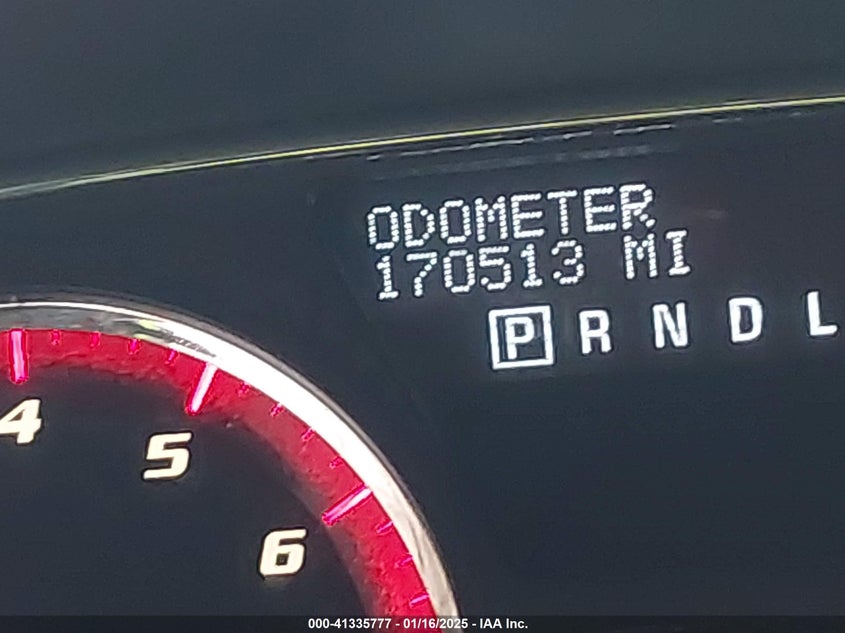 ODOMETER
170513 MI
P R N D L
4
5
6
000-41335777 - 01/16/2025 - IAA Inc.